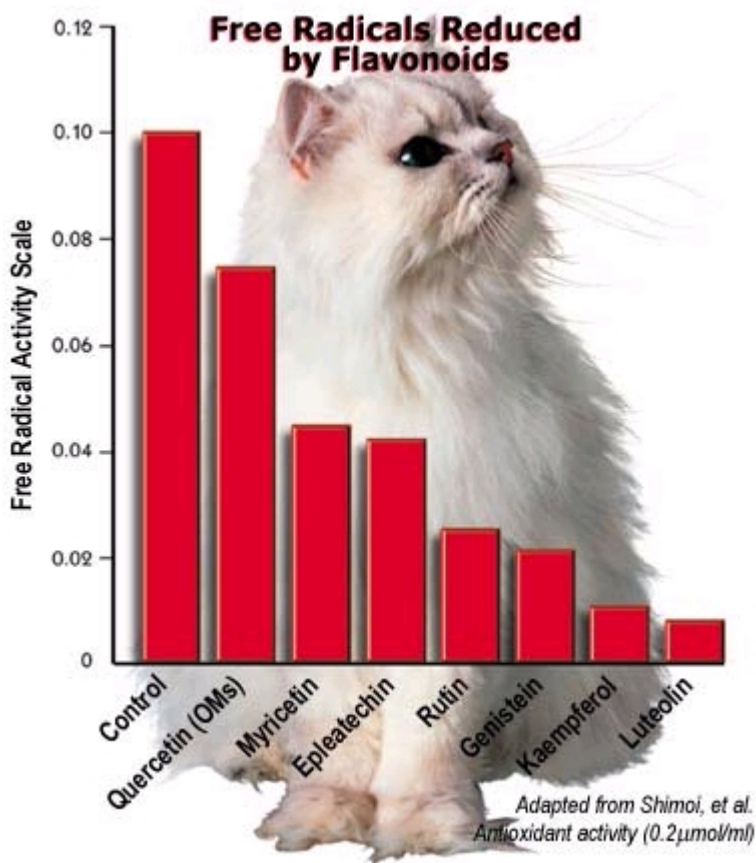 Free Radicals Reduced
by Flavonoids
Free Radical Activity Scale
0.12
0.10
0.08
0.06
0.04
0.02
0
Control
Quercetin (OMs)
Myricetin
Epleatechin
Rutin
Genistein
Kaempferol
Luteolin
Adapted from Shimoi, et al.
Antioxidant activity (0.2µmol/ml)